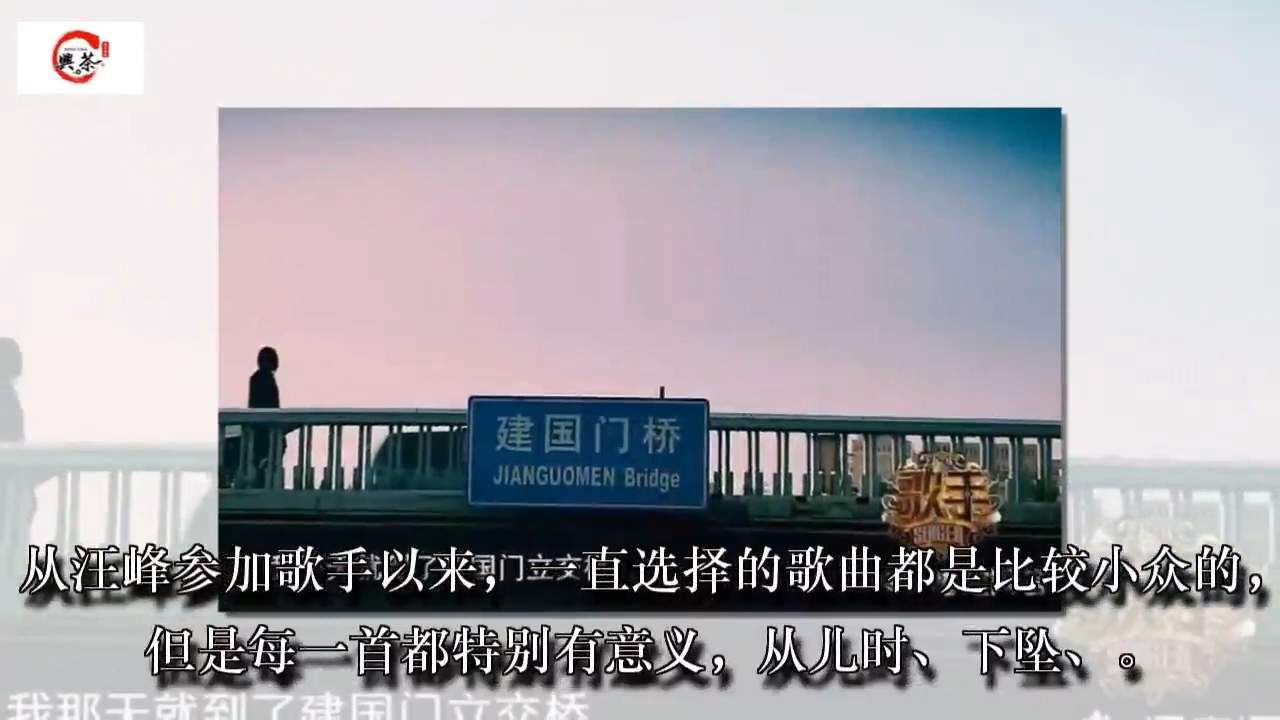 興茶
建国门桥
JIANGUOMEN Bridge
歌手
SINGER
从汪峰参加歌手以来，一直选择的歌曲都是比较小众的，
但是每一首都特别有意义，从儿时、下坠、。
我那天就到了建国门立交桥